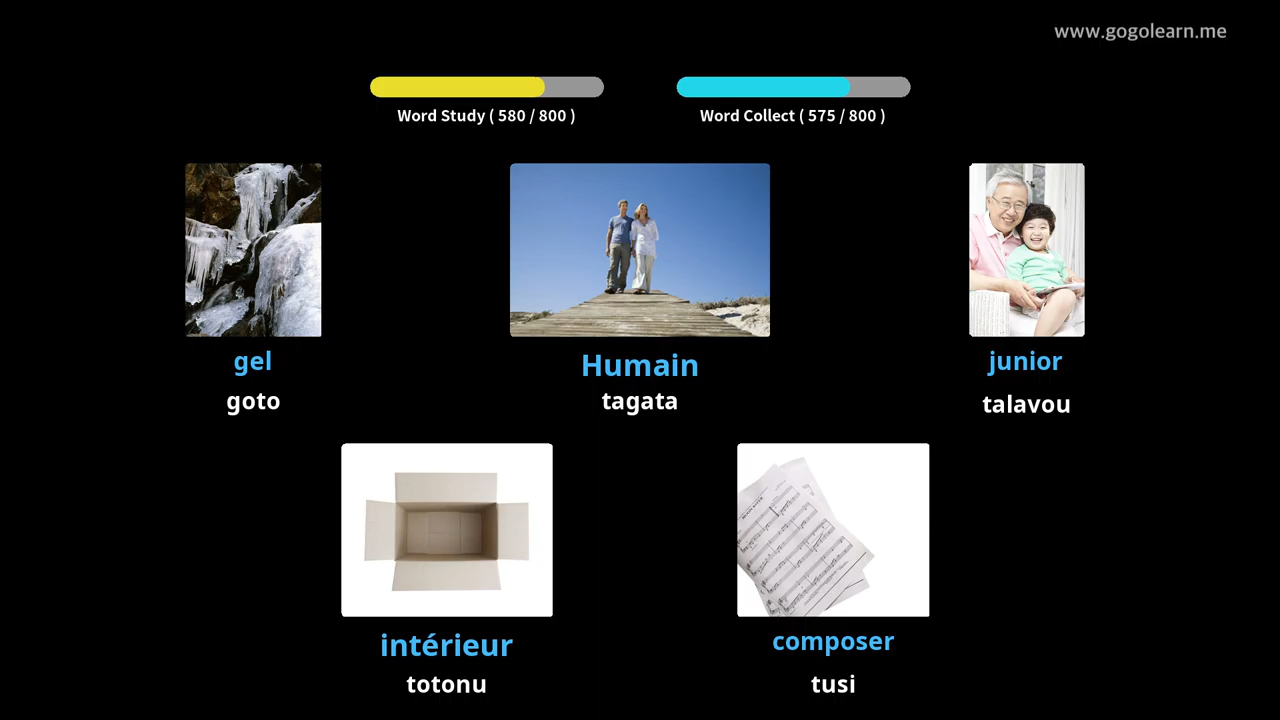 www.gogolearn.me
Word Study ( 580 / 800 )
Word Collect ( 575 / 800 )
gel
goto
Humain
tagata
junior
talavou
intérieur
totonu
composer
tusi